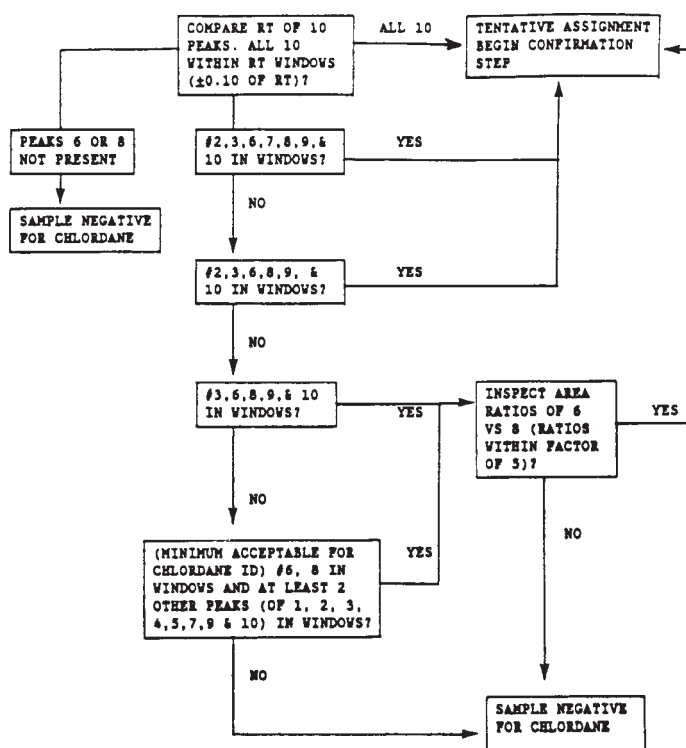 COMPARE RT OF 10
PEAKS. ALL 10
WITHIN RT WINDOWS
(±0.10 OF RT)?
ALL 10
TENTATIVE ASSIGNMENT
BEGIN CONFIRMATION
STEP
PEAKS 6 OR 8
NOT PRESENT
SAMPLE NEGATIVE
FOR CHLORDANE
#2,3,6,7,8,9,&
10 IN WINDOWS?
YES
NO
#2,3,6,8,9, &
10 IN WINDOWS?
YES
NO
#3,6,8,9,& 10
IN WINDOWS?
YES
INSPECT AREA
RATIOS OF 6
VS 8 (RATIOS
WITHIN FACTOR
OF 5)?
YES
NO
NO
(MINIMUM ACCEPTABLE FOR
CHLORDANE ID) #6, 8 IN
WINDOWS AND AT LEAST 2
OTHER PEAKS (OF 1, 2, 3,
4,5,7,9 & 10) IN WINDOWS?
YES
NO
SAMPLE NEGATIVE
FOR CHLORDANE